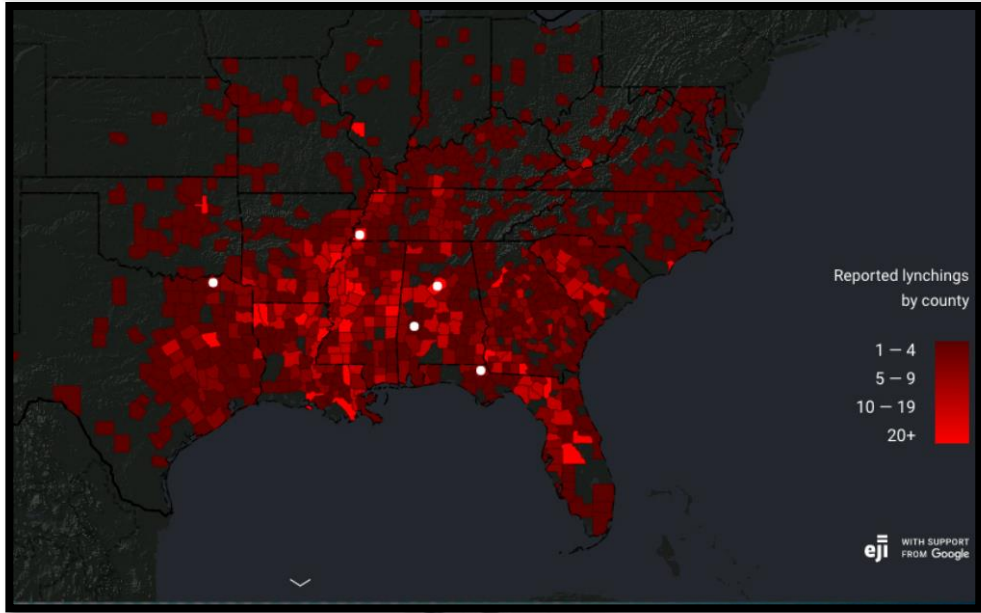 Reported lynchings
by county
1 – 4
5 – 9
10 – 19
20+
eji WITH SUPPORT
FROM Google